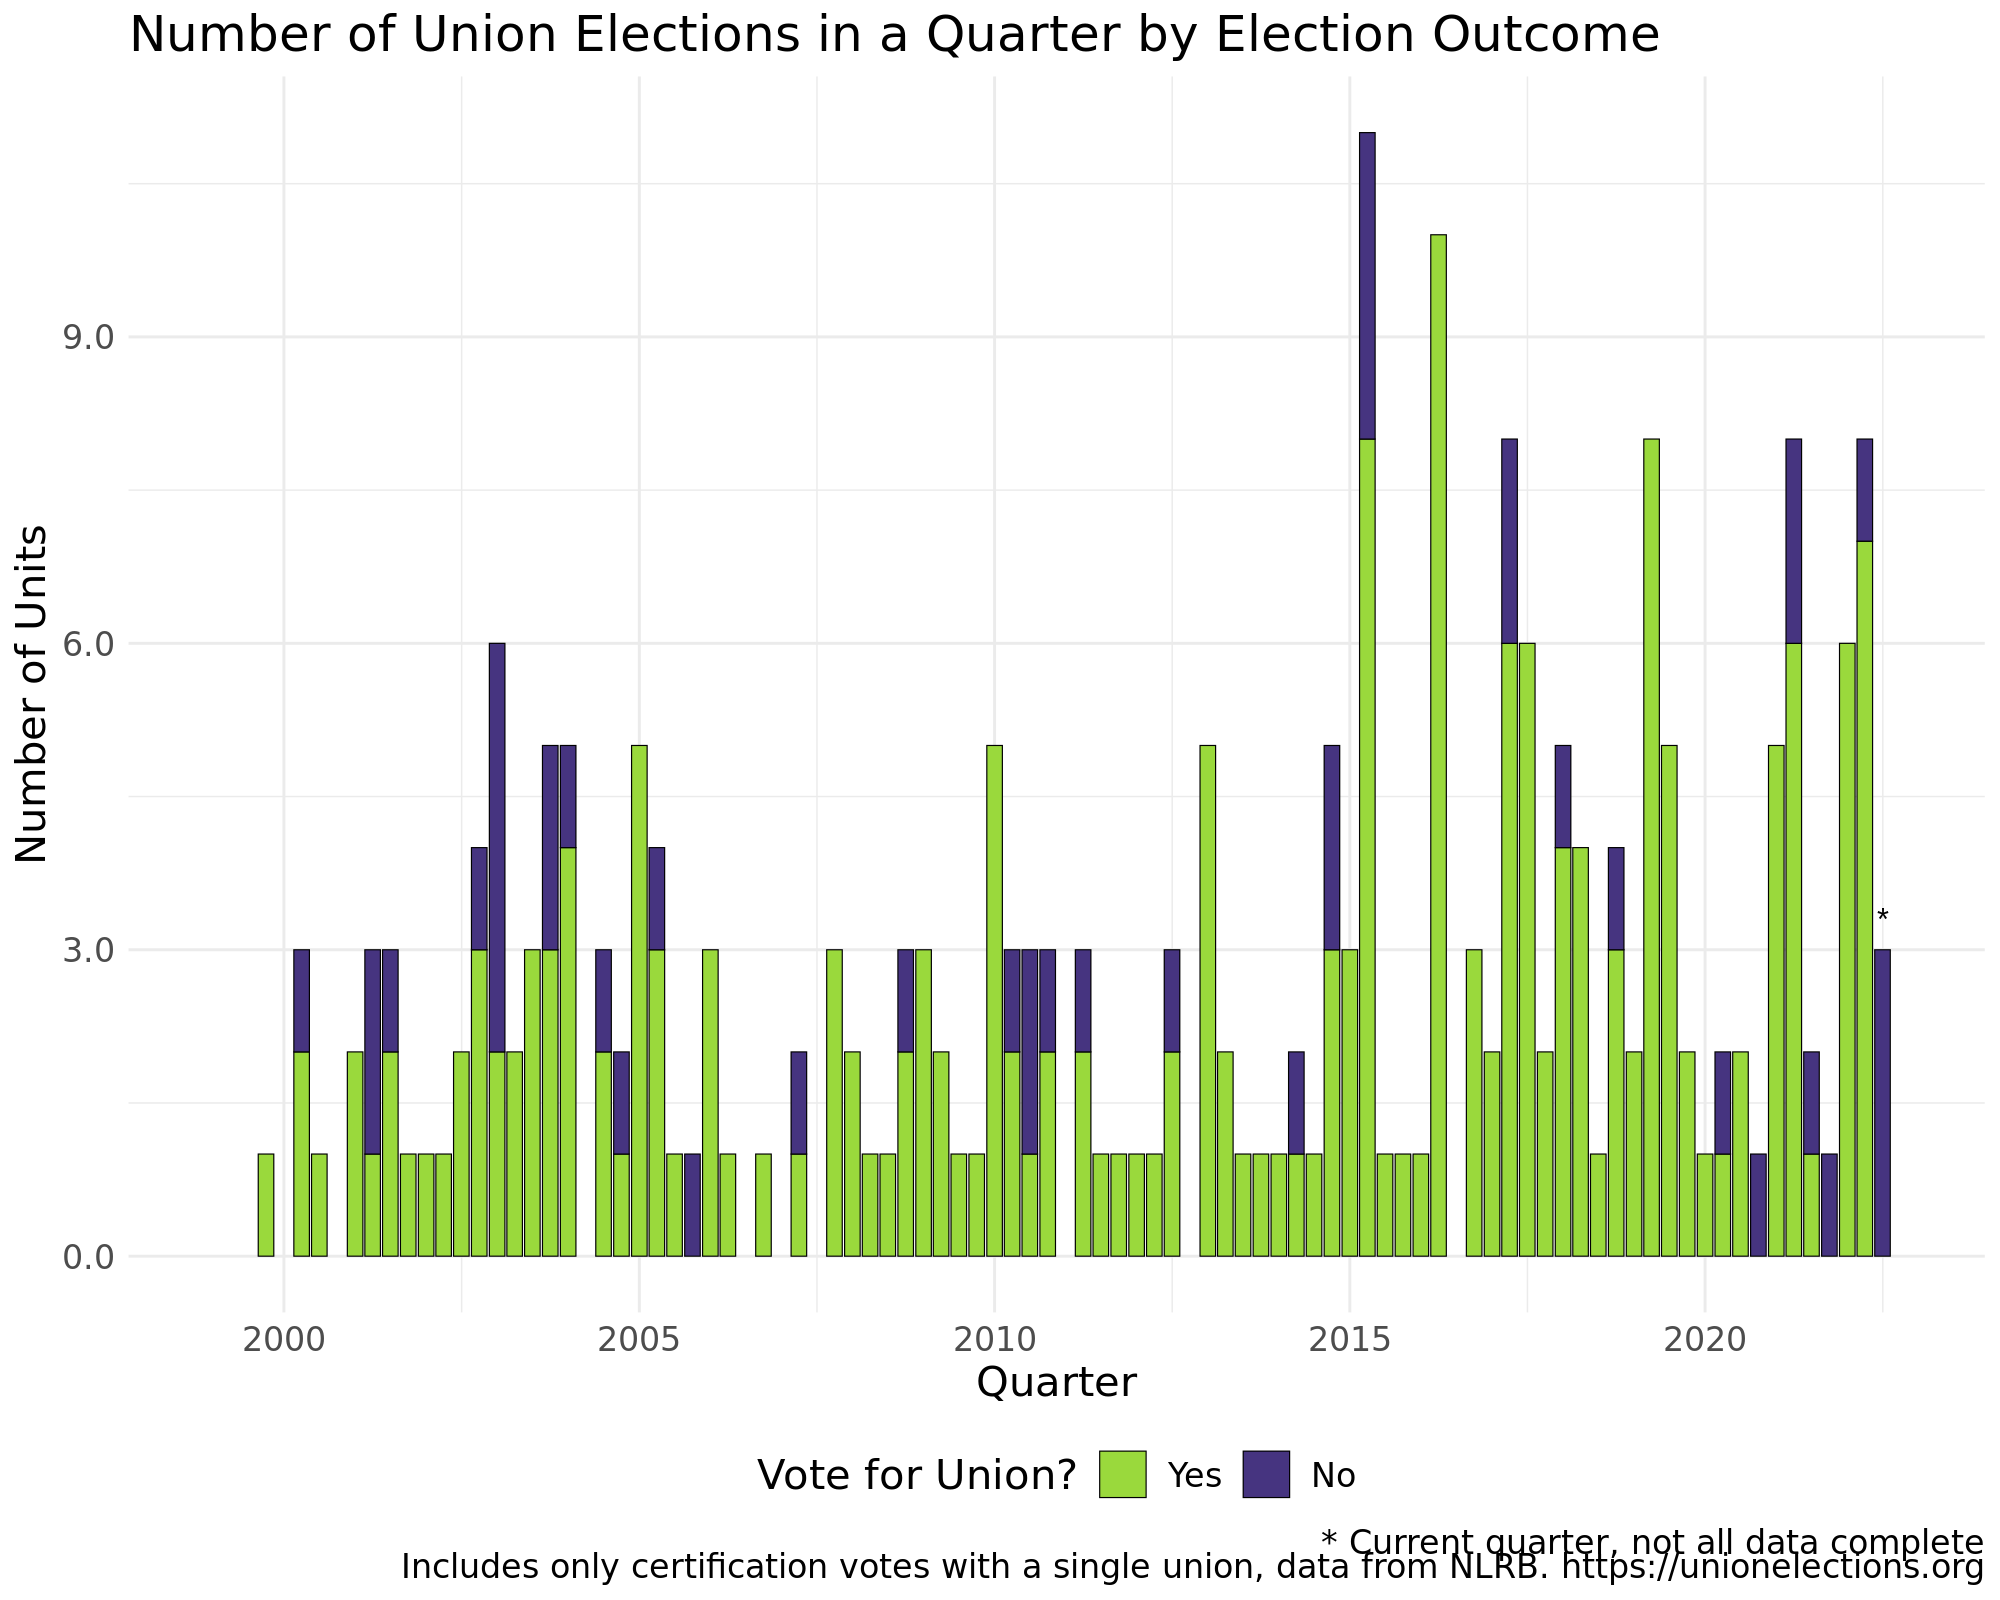 Number of Union Elections in a Quarter by Election Outcome
Number of Units
9.0
6.0
3.0
0.0
*
2000 2005 2010 2015 2020
Quarter
Vote for Union? Yes No
* Current quarter, not all data complete
Includes only certification votes with a single union, data from NLRB. https://unionelections.org